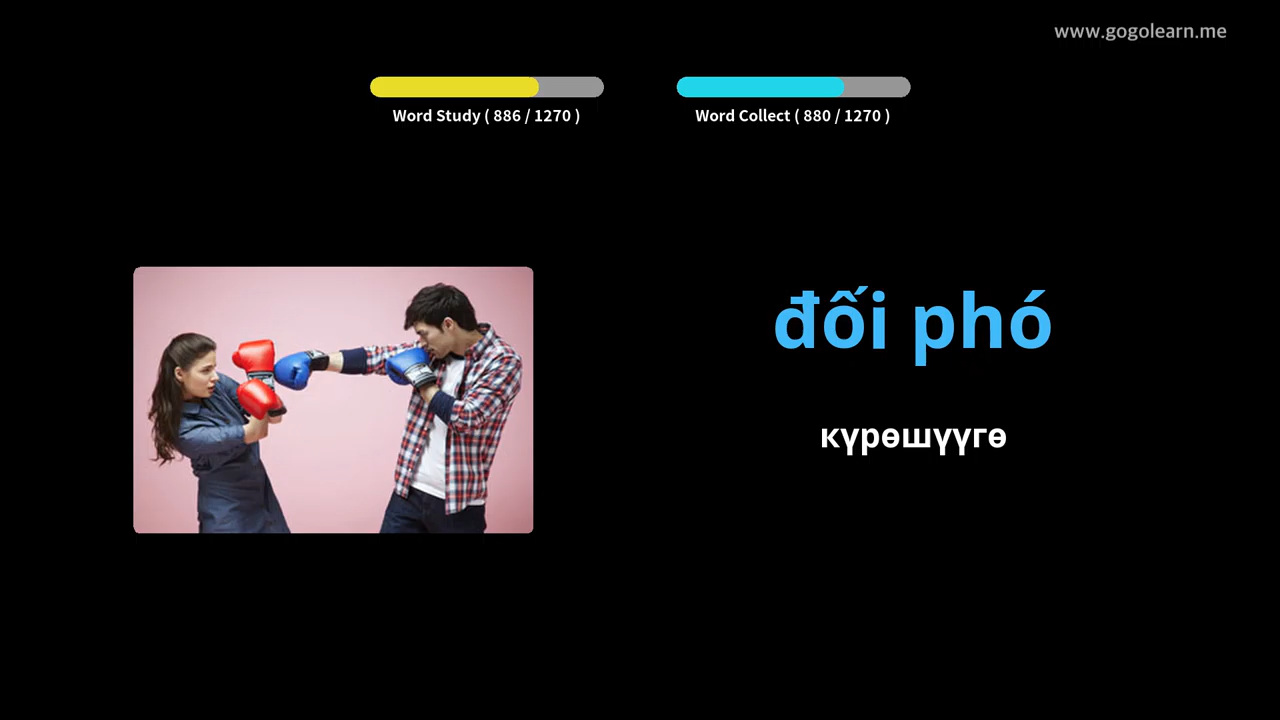 www.gogolearn.me
Word Study ( 886 / 1270 )
Word Collect ( 880 / 1270 )
đối phó
күрөшүүгө